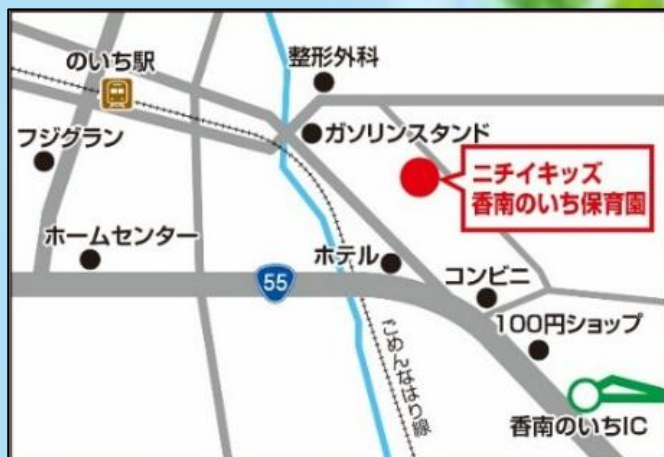 整形外科
のいち駅
ガソリンスタンド
フジグラン
ニチイキッズ
香南のいち保育園
ホームセンター
ホテル
55
コンビニ
100円ショップ
ごめんなはり線
香南のいちIC